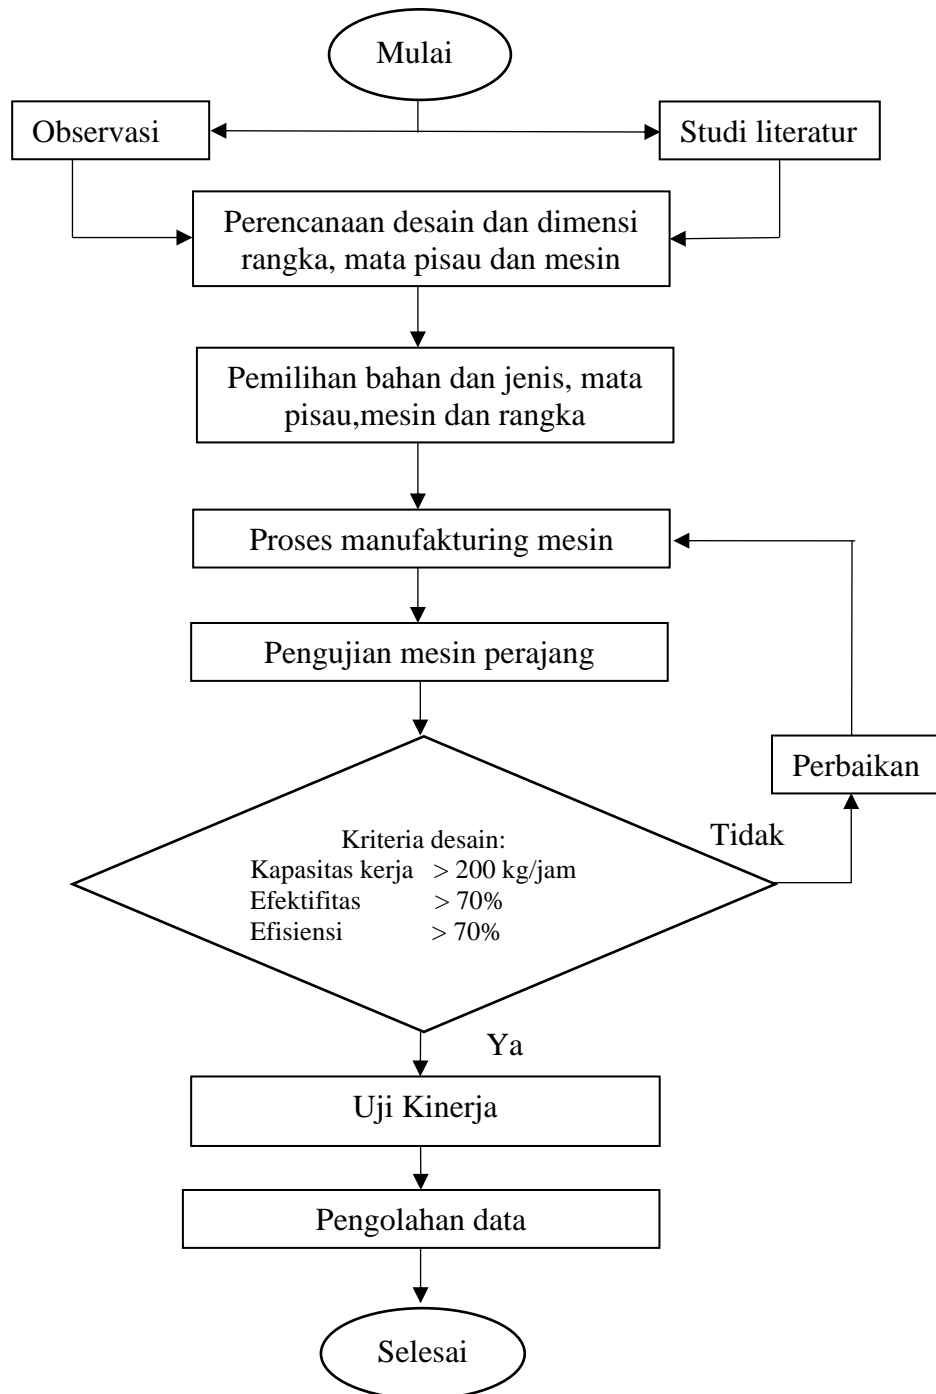 Mulai
Observasi
Studi literatur
Perencanaan desain dan dimensi
rangka, mata pisau dan mesin
Pemilihan bahan dan jenis, mata
pisau,mesin dan rangka
Proses manufakturing mesin
Pengujian mesin perajang
Perbaikan
Tidak
Kriteria desain:
Kapasitas kerja > 200 kg/jam
Efektifitas > 70%
Efisiensi > 70%
Ya
Uji Kinerja
Pengolahan data
Selesai